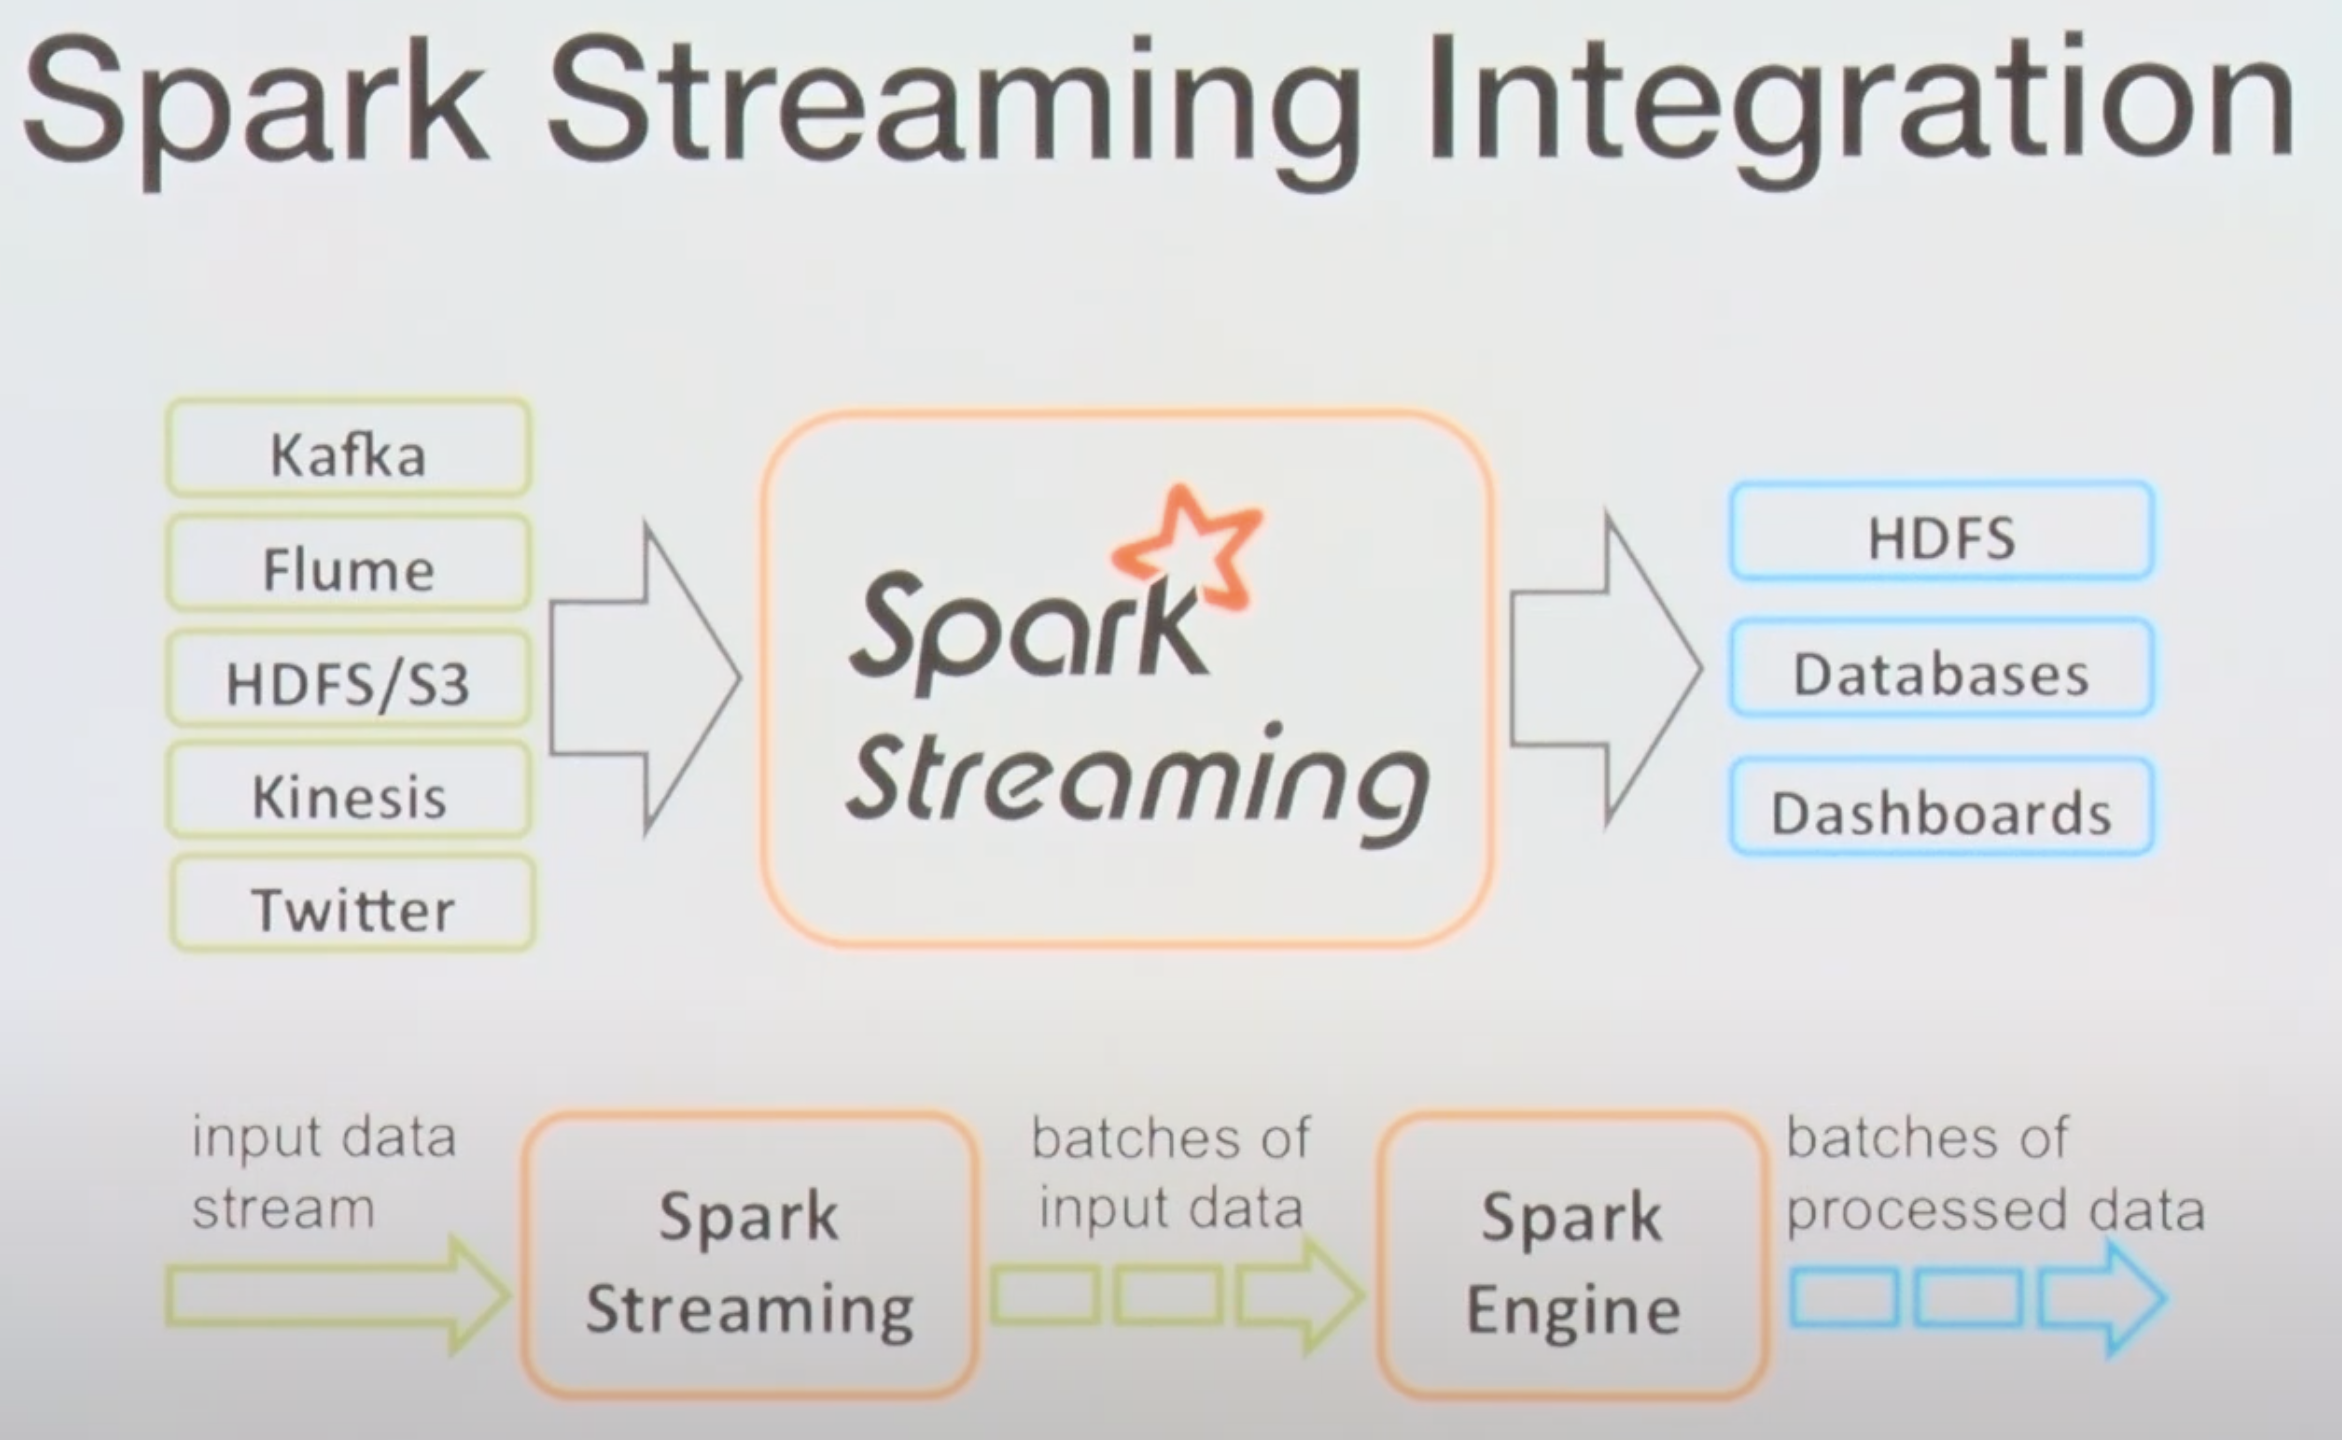 Spark Streaming Integration
Kafka
Flume
HDFS/S3
Kinesis
Twitter
Spark
Streaming
HDFS
Databases
Dashboards
input data
stream
Spark
Streaming
batches of
input data
Spark
Engine
batches of
processed data